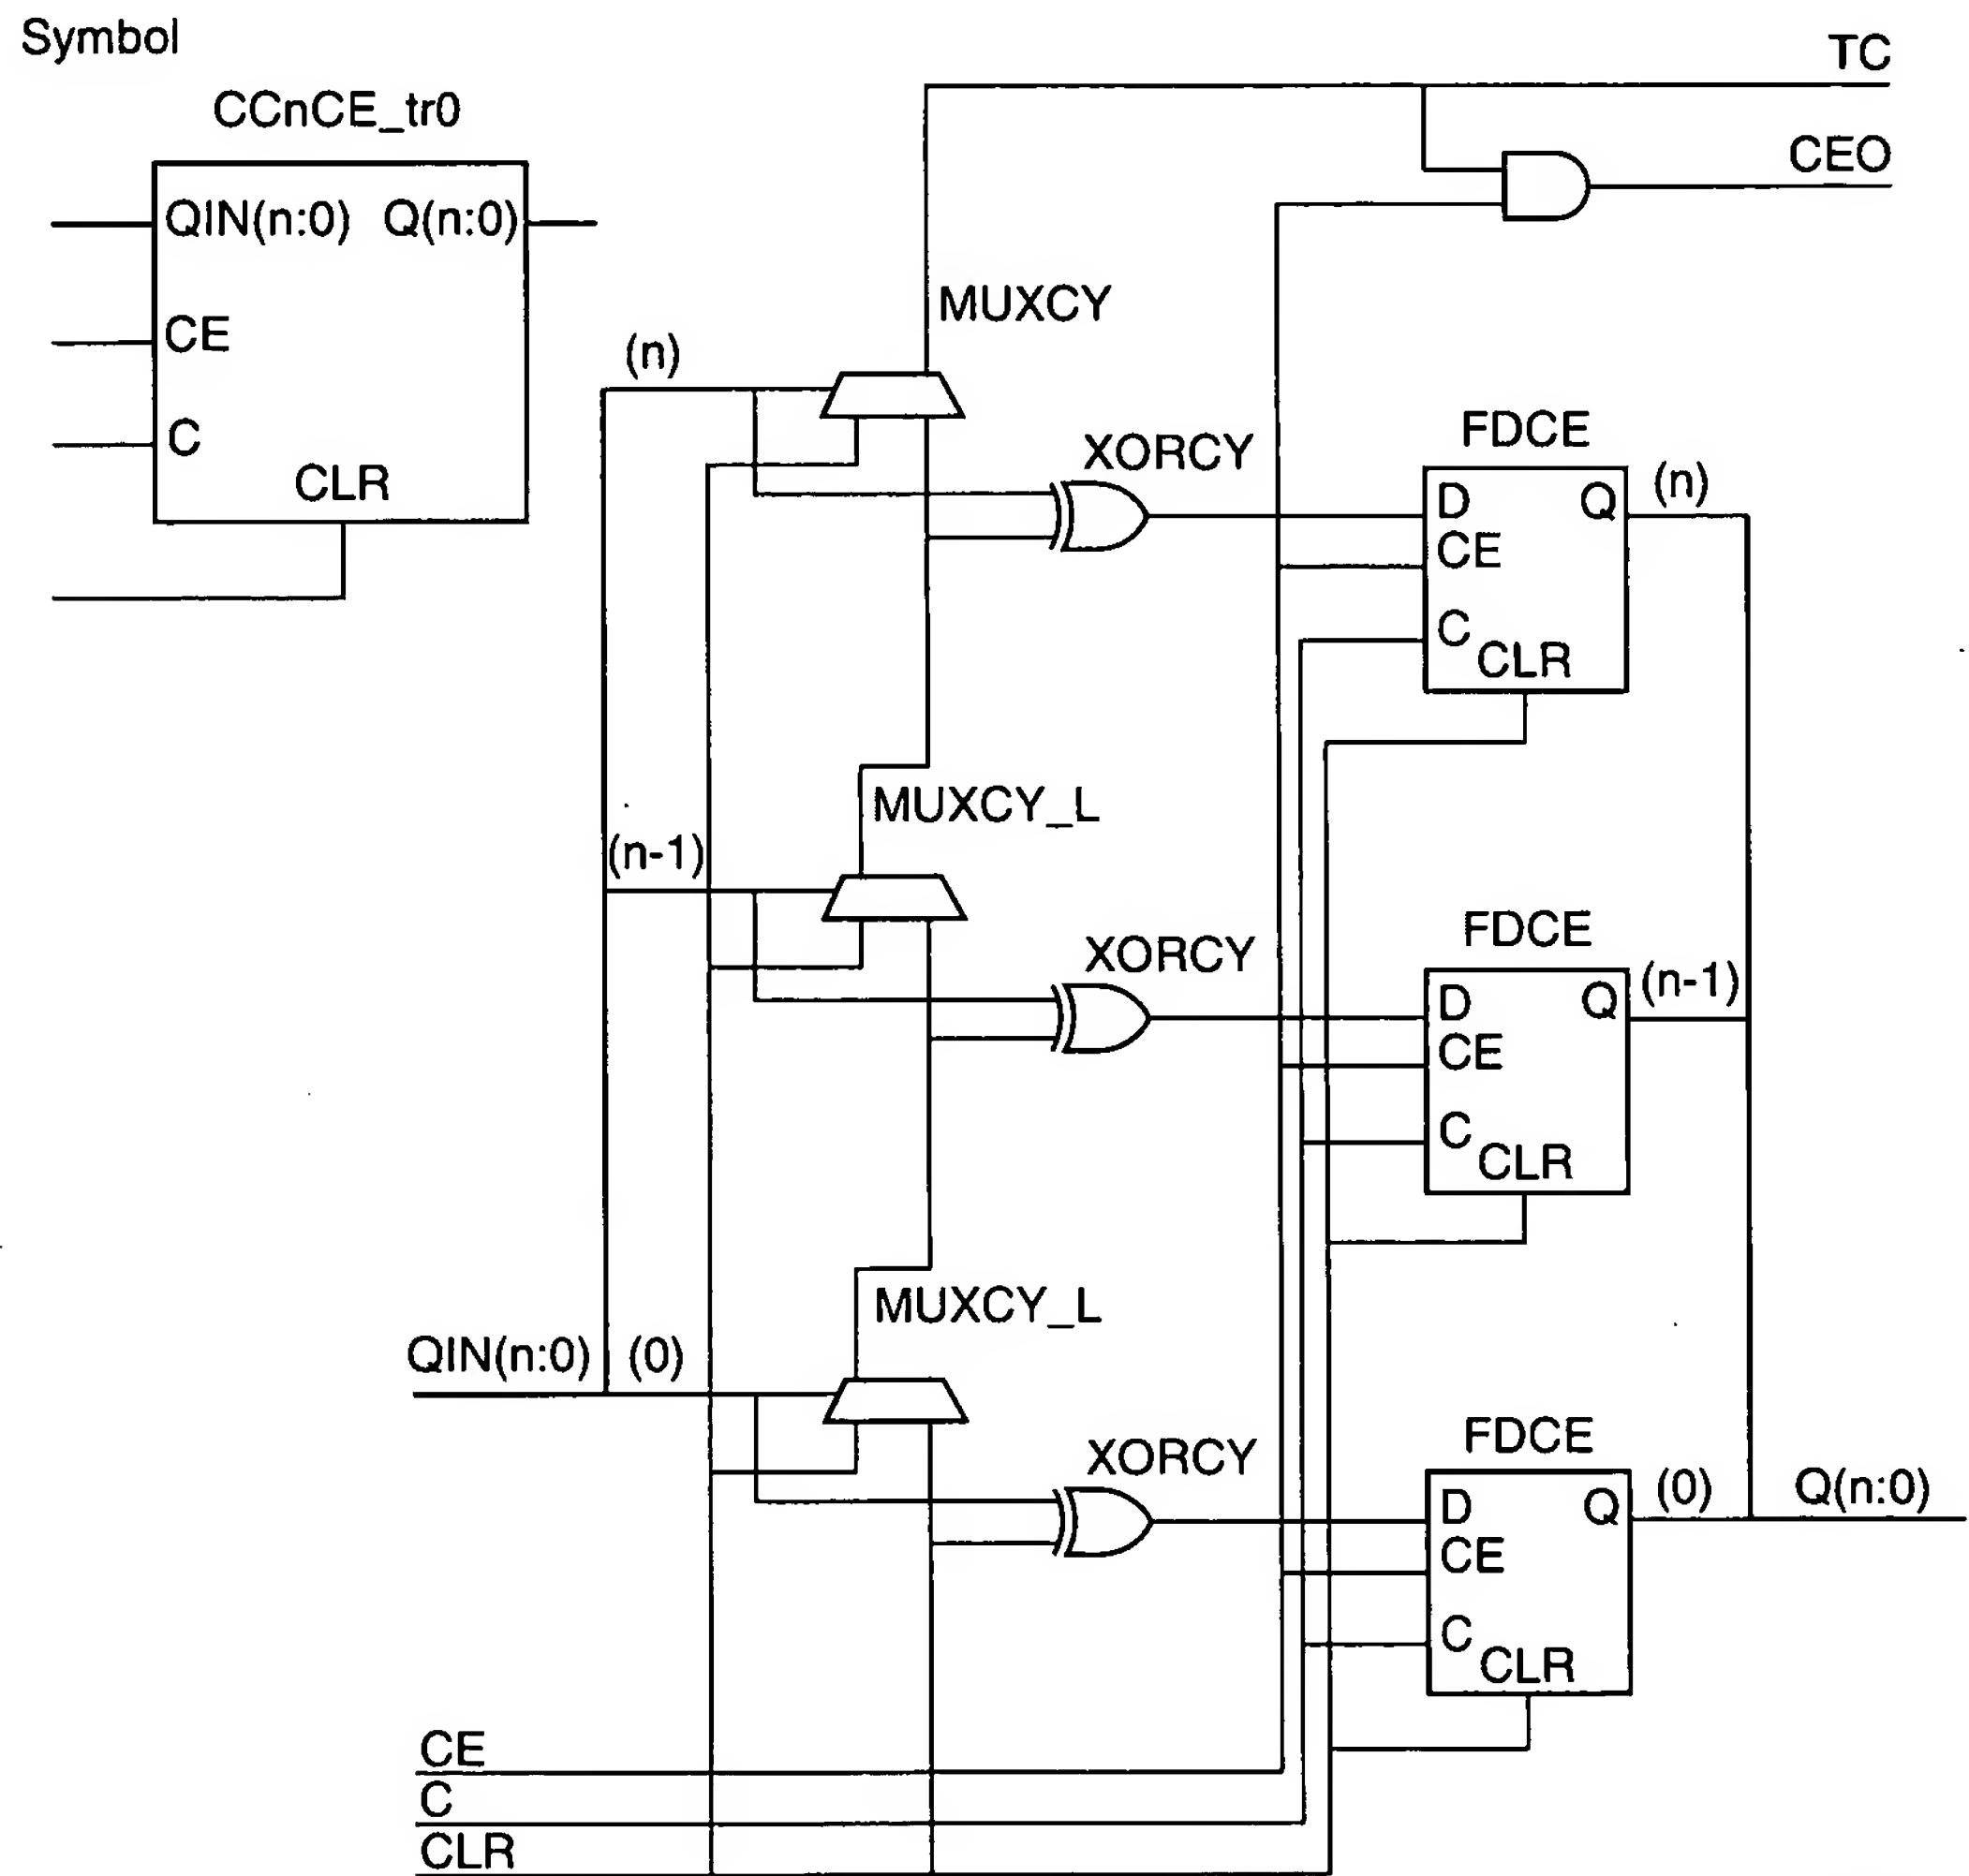 Symbol
CCnCE_tr0
QIN(n:0) Q(n:0)
CE
C
CLR
TC
CEO
MUXCY
(n)
XORCY
FDCE
D Q
(n)
CE
C
CLR
MUXCY_L
(n-1)
XORCY
FDCE
D Q
(n-1)
CE
C
CLR
MUXCY_L
QIN(n:0) (0)
XORCY
FDCE
D Q
(0)
Q(n:0)
CE
C
CLR
CE
C
CLR